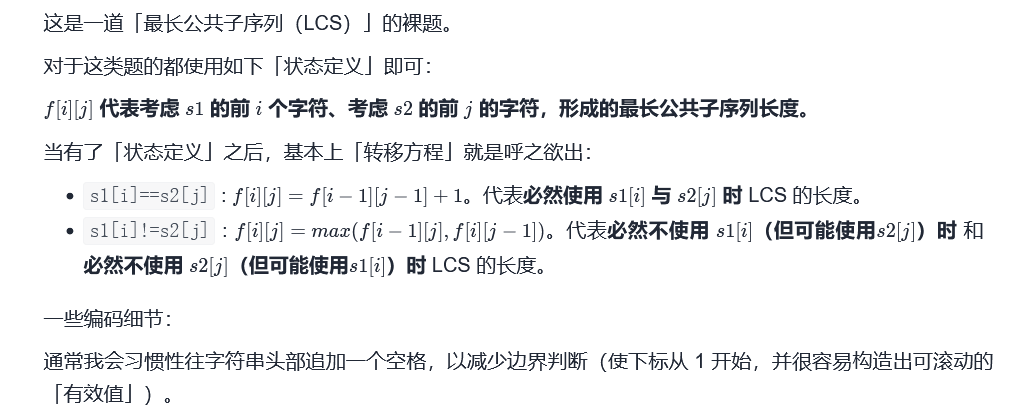 这是一道「最长公共子序列（LCS）」的裸题。
对于这类题的都使用如下「状态定义」即可：
f[i][j] 代表考虑 s1 的前 i 个字符、考虑 s2 的前 j 的字符，形成的最长公共子序列长度。
当有了「状态定义」之后，基本上「转移方程」就是呼之欲出：
• s1[i]==s2[j] : f[i][j] = f[i−1][j−1]+1。代表必然使用 s1[i] 与 s2[j] 时 LCS 的长度。
• s1[i]!=s2[j] : f[i][j] = max(f[i−1][j], f[i][j−1])。代表必然不使用 s1[i]（但可能使用s2[j]）时 和
必然不使用 s2[j]（但可能使用s1[i]）时 LCS 的长度。
一些编码细节：
通常我会习惯性往字符串头部追加一个空格，以减少边界判断（使下标从 1 开始，并很容易构造出可滚动的
「有效值」）。